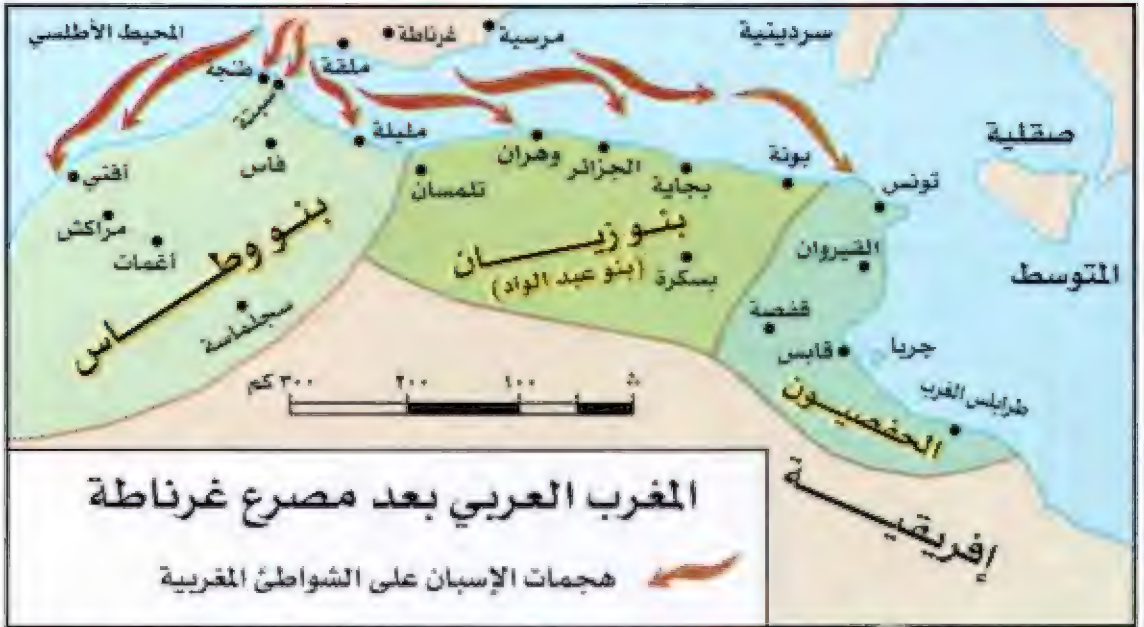 المحيط الأطلسي
غرناطة
مرسية
سردينية
ملقة
طنجة
سبتة
صقلية
مليلة
وهران
الجزائر
بجاية
بونة
تونس
فاس
تلمسان
أفني
مراكش
أغمات
بنو وطاس
بنو زيان
(بنو عبد الواد)
بسكرة
القيروان
المتوسط
سجلماسة
قفصة
قابس
جربا
طرابلس الغرب
الحفصيون
٣٠٠ كم
٢٠٠
١٠٠
إفريقية
المغرب العربي بعد مصرع غرناطة
هجمات الإسبان على الشواطئ المغربية